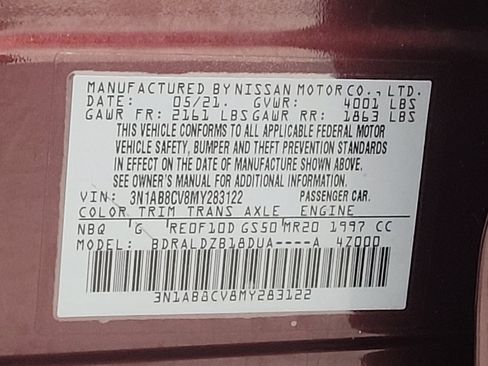 MANUFACTURED BY NISSAN MOTOR CO., LTD.
DATE: 05/21. GVWR: 4001 LBS
GAWR FR: 2161 LBS GAWR RR: 1863 LBS
THIS VEHICLE CONFORMS TO ALL APPLICABLE FEDERAL MOTOR
VEHICLE SAFETY, BUMPER AND THEFT PREVENTION STANDARDS
IN EFFECT ON THE DATE OF MANUFACTURE SHOWN ABOVE.
SEE OWNER'S MANUAL FOR ADDITIONAL INFORMATION.
VIN: 3N1AB8CV8MY283122 PASSENGER CAR.
COLOR TRIM TRANS AXLE ENGINE
NBQ G RE0F10D GS50 MR20 1997 CC
MODEL: BDRALDZB18DUA----A 4Z000
3N1AB8CV8MY283122